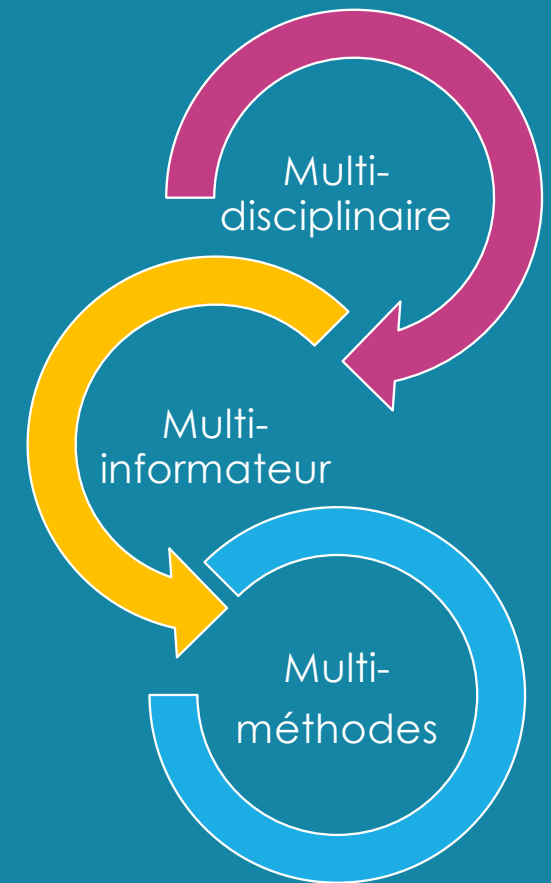 Multi-
disciplinaire
Multi-
informateur
Multi-
méthodes